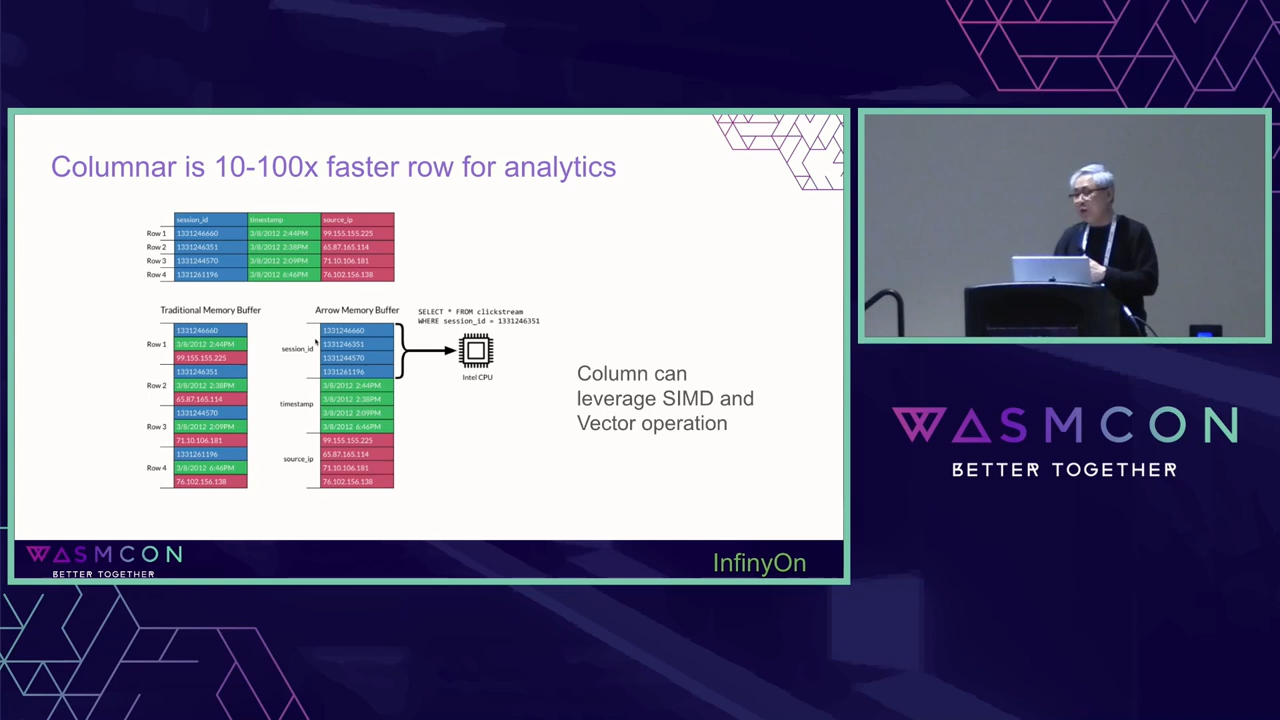 Columnar is 10-100x faster row for analytics
session_id timestamp source_ip
Row 1 1331246660 3/8/2012 2:44PM 99.155.155.225
Row 2 1331246351 3/8/2012 2:38PM 65.87.165.114
Row 3 1331244570 3/8/2012 2:09PM 71.10.106.181
Row 4 1331261196 3/8/2012 6:46PM 76.102.156.138
Traditional Memory Buffer
Row 1
1331246660
3/8/2012 2:44PM
99.155.155.225
Row 2
1331246351
3/8/2012 2:38PM
65.87.165.114
Row 3
1331244570
3/8/2012 2:09PM
71.10.106.181
Row 4
1331261196
3/8/2012 6:46PM
76.102.156.138
Arrow Memory Buffer
session_id
1331246660
1331246351
1331244570
1331261196
timestamp
3/8/2012 2:44PM
3/8/2012 2:38PM
3/8/2012 2:09PM
3/8/2012 6:46PM
source_ip
99.155.155.225
65.87.165.114
71.10.106.181
76.102.156.138
SELECT * FROM clickstream
WHERE session_id = 1331246351
Intel CPU
Column can
leverage SIMD and
Vector operation
WASMCON
BETTER TOGETHER
InfinyOn
WASMCON
BETTER TOGETHER